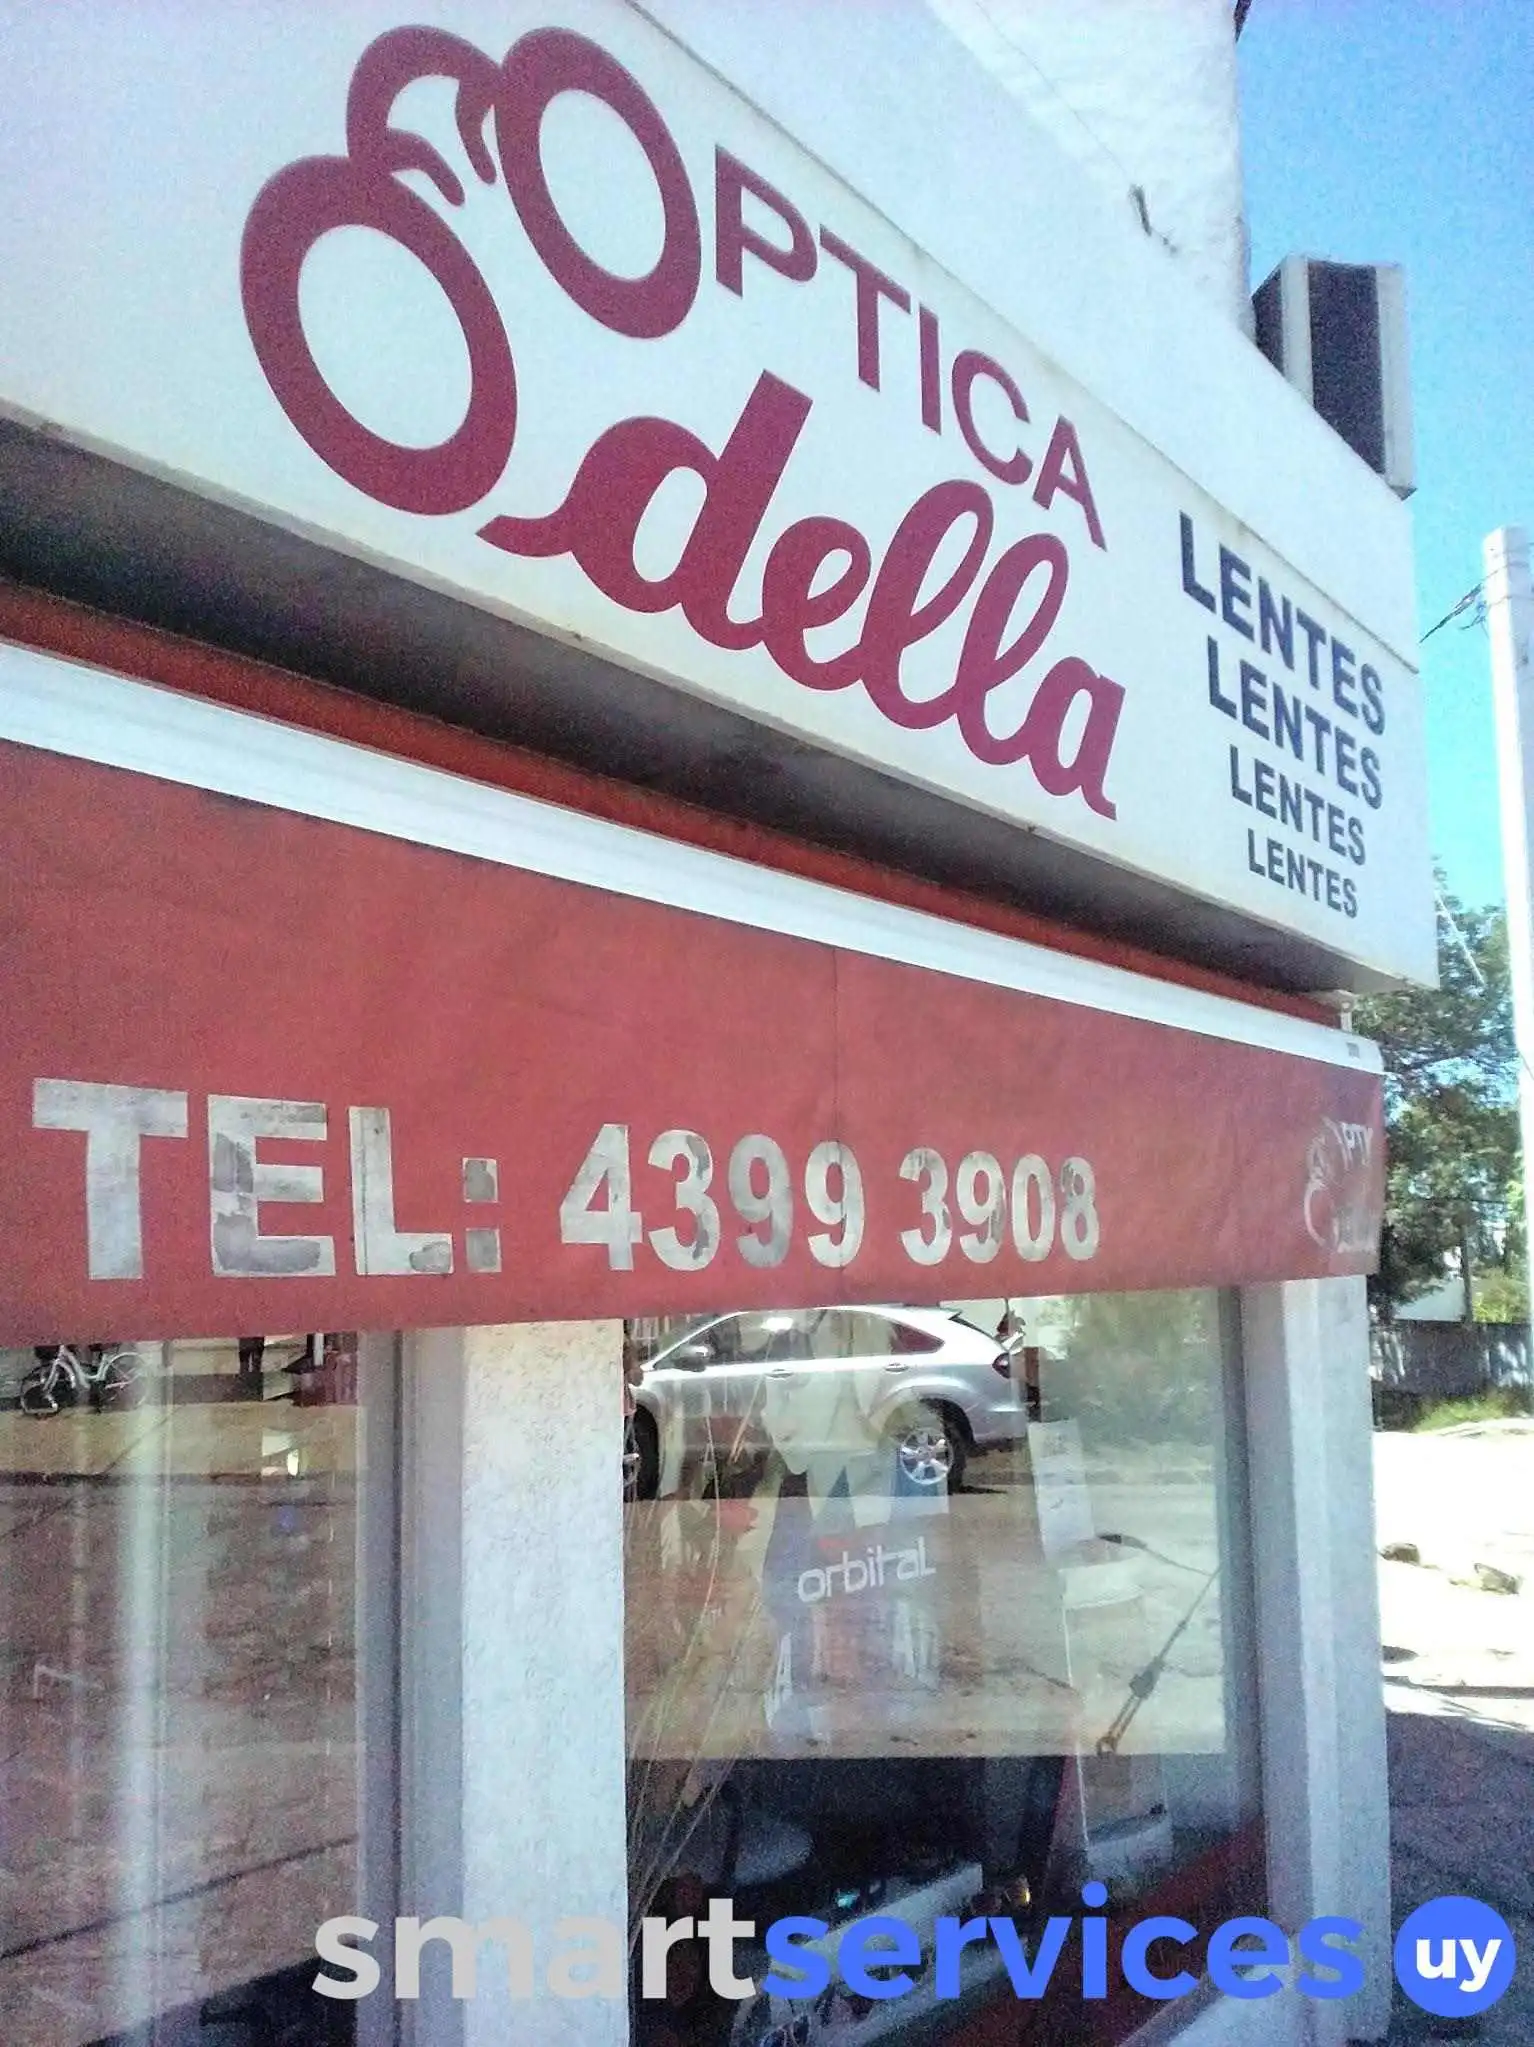 OPTICA
Odella
LENTES
LENTES
LENTES
LENTES
TEL: 4399 3908
orbital
smartservices uy